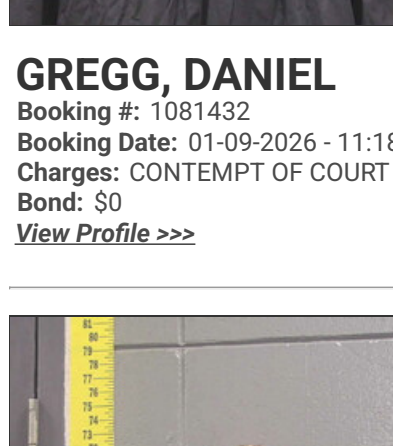 GREGG, DANIEL
Booking #: 1081432
Booking Date: 01-09-2026 - 11:18
Charges: CONTEMPT OF COURT
Bond: $0
View Profile >>>
81
80
79
78
77
76
75
74
73